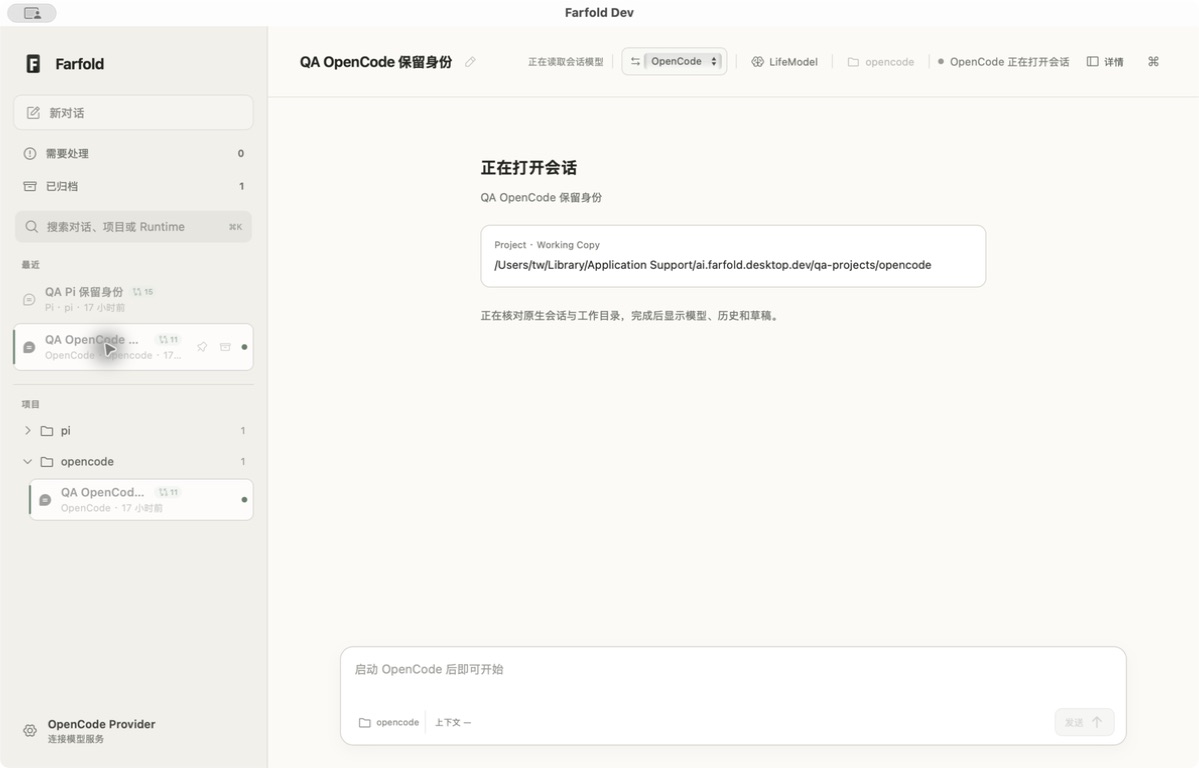 Farfold Dev
Farfold
新对话
需要处理 0
已归档 1
搜索对话、项目或 Runtime ⌘K
最近
QA Pi 保留身份 15
Pi · pi · 17 小时前
QA OpenCode ... 11
OpenCode opencode · 17...
项目
pi 1
opencode 1
QA OpenCod... 11
OpenCode · 17 小时前
OpenCode Provider
连接模型服务
QA OpenCode 保留身份 正在读取会话模型 OpenCode LifeModel opencode OpenCode 正在打开会话 详情 ⌘
正在打开会话
QA OpenCode 保留身份
Project · Working Copy
/Users/tw/Library/Application Support/ai.farfold.desktop.dev/qa-projects/opencode
正在核对原生会话与工作目录，完成后显示模型、历史和草稿。
启动 OpenCode 后即可开始
opencode 上下文 — 发送